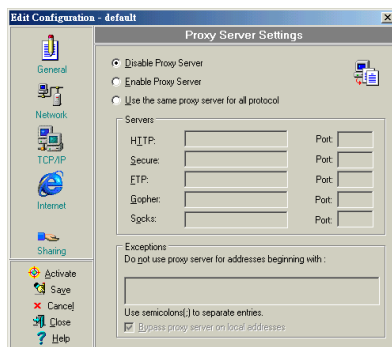 Edit Configuration - default
Proxy Server Settings
General
Network
TCP/IP
Internet
Sharing
Activate
Save
Cancel
Close
Help
Disable Proxy Server
Enable Proxy Server
Use the same proxy server for all protocol
Servers
HTTP: Port:
Secure: Port:
FTP: Port:
Gopher: Port:
Socks: Port:
Exceptions
Do not use proxy server for addresses beginning with :
Use semicolons(;) to separate entries.
Bypass proxy server on local addresses